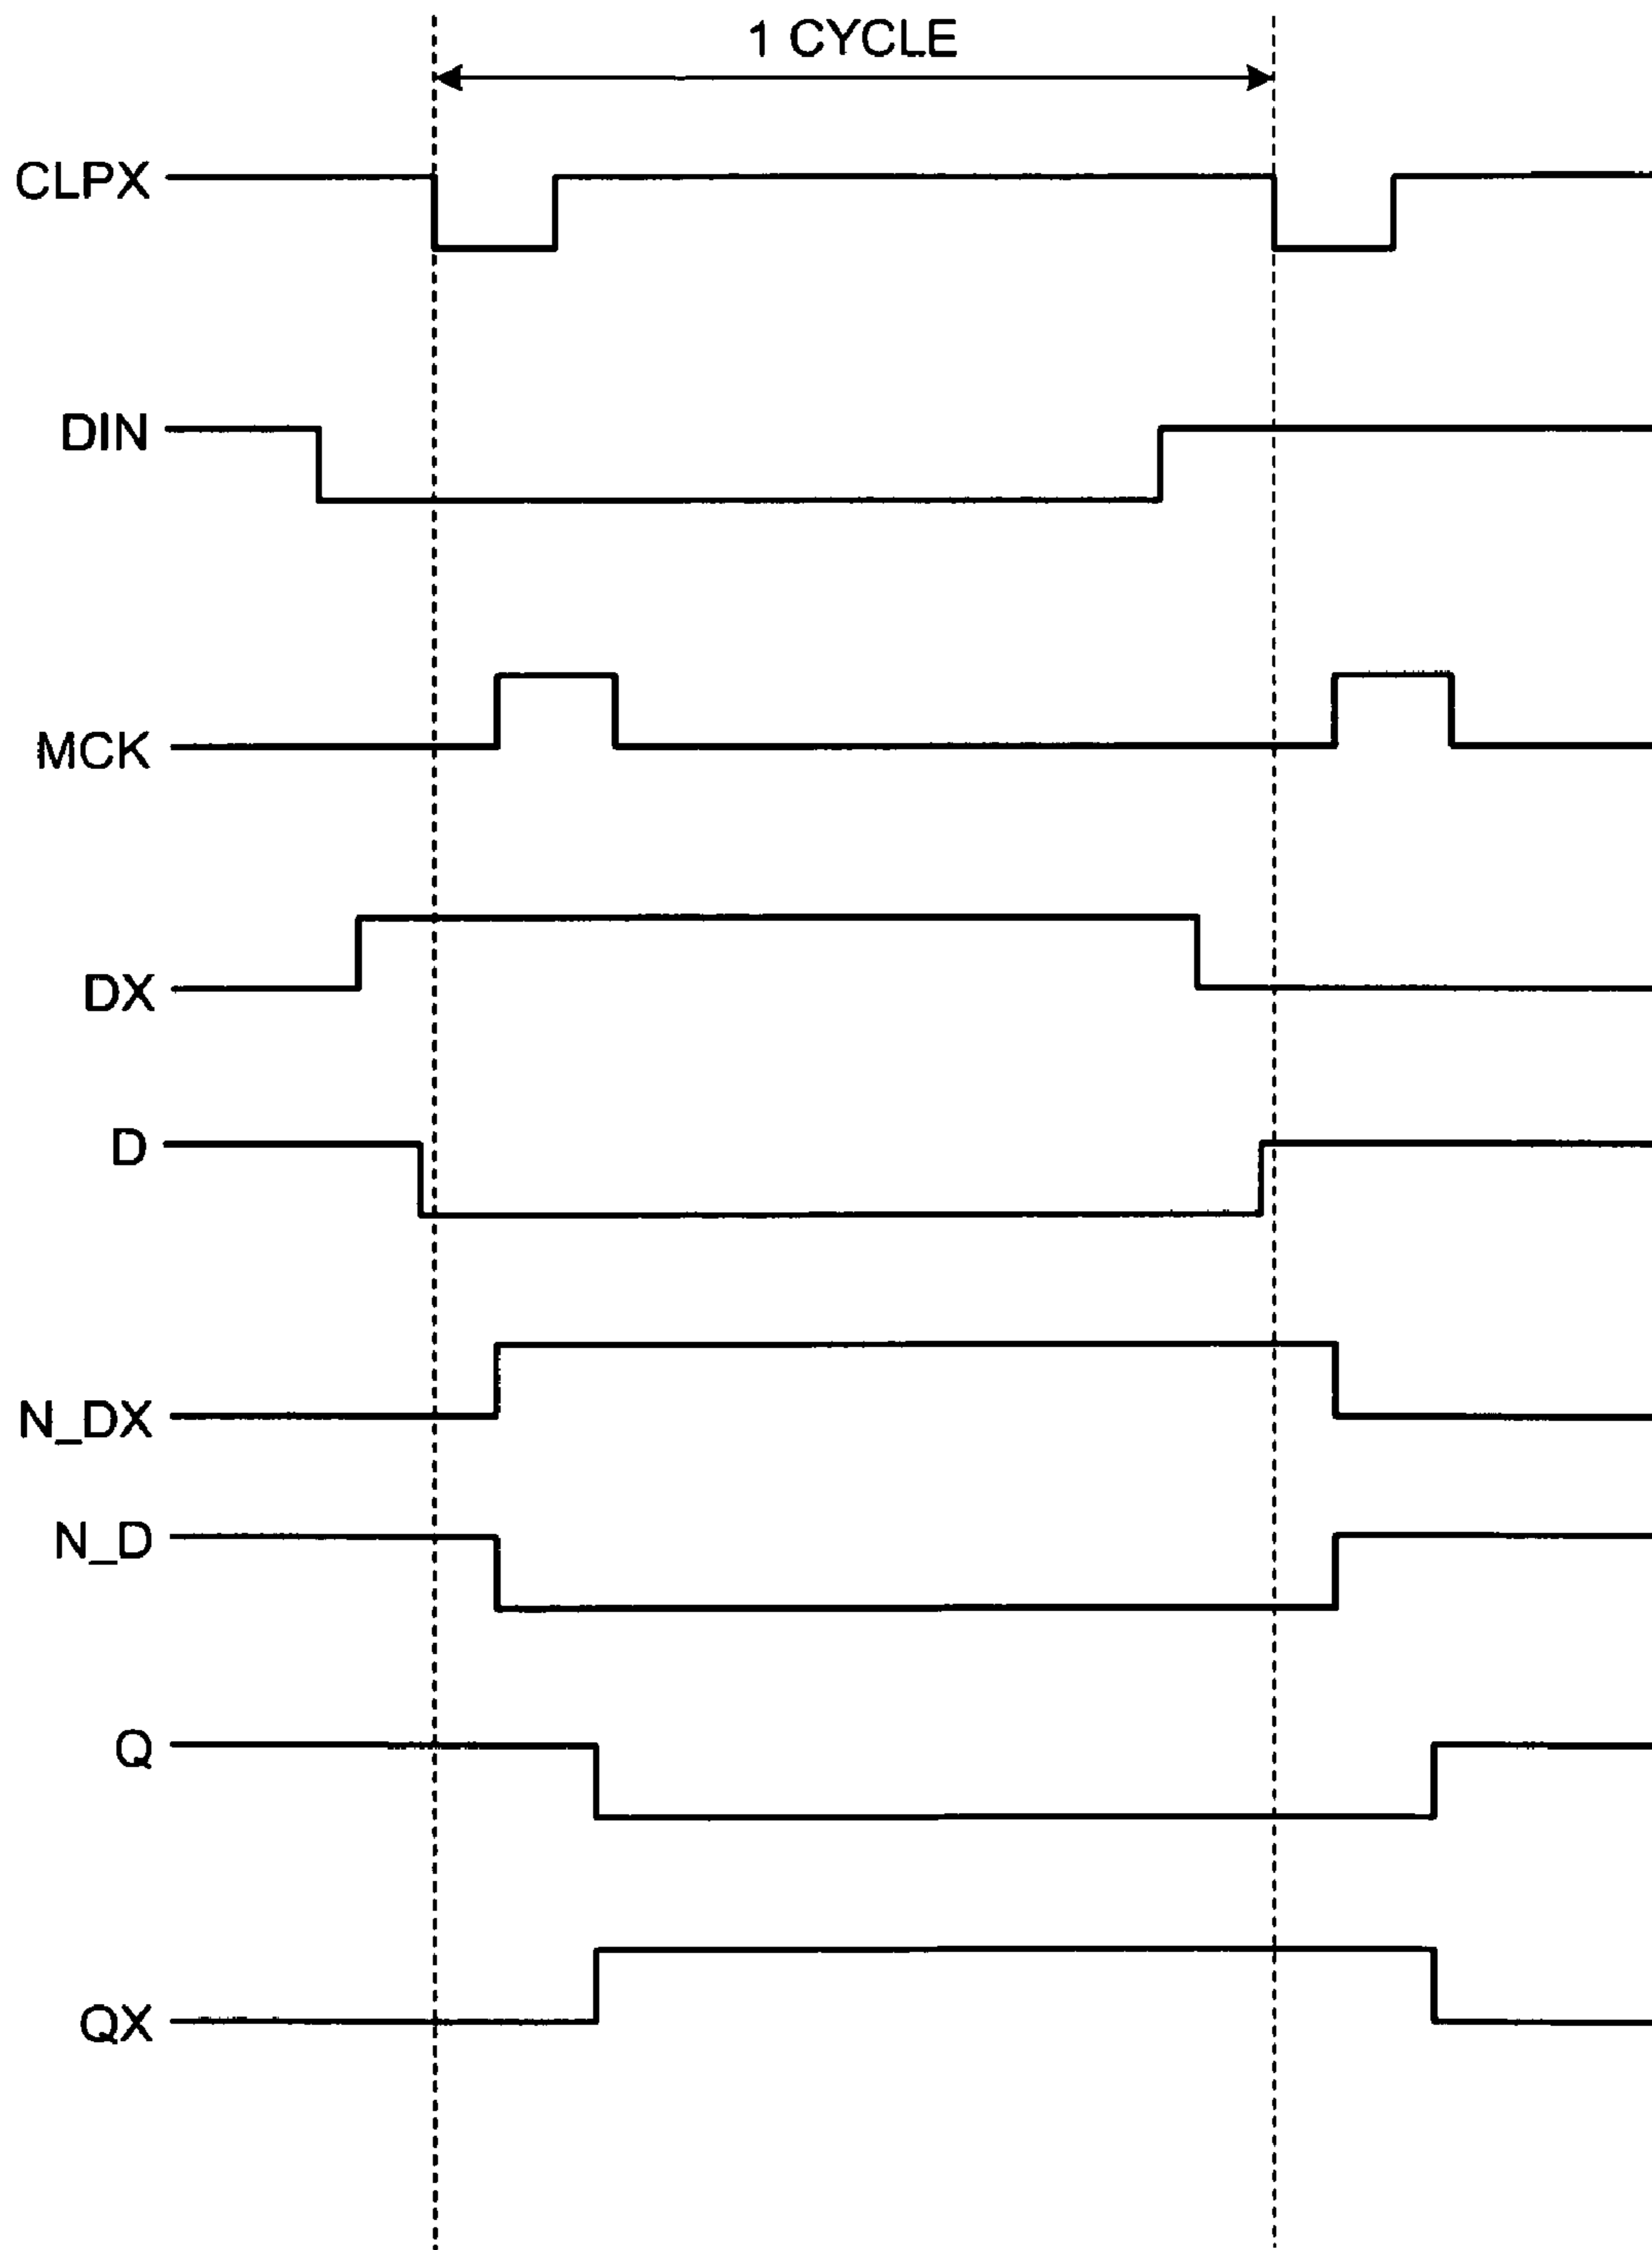 1 CYCLE
CLPX
DIN
MCK
DX
D
N_DX
N_D
Q
QX